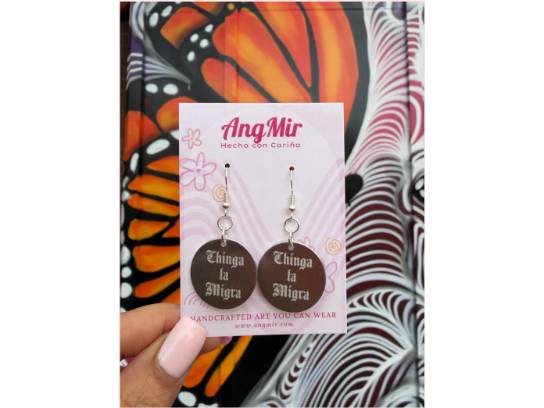 AngMir
Hecho con Cariño
Chinga
la
Migra
Chinga
la
Migra
HANDCRAFTED ART YOU CAN WEAR
www.angmir.com